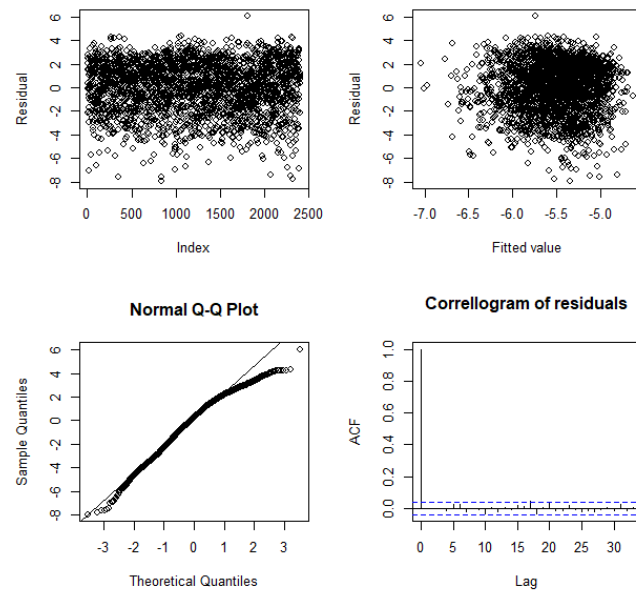 Residual
6
4
2
0
-2
-4
-6
-8
0 500 1000 1500 2000 2500
Index
Residual
6
4
2
0
-2
-4
-6
-8
-7.0 -6.5 -6.0 -5.5 -5.0
Fitted value
Normal Q-Q Plot
Sample Quantiles
6
4
2
0
-2
-4
-6
-8
-3 -2 -1 0 1 2 3
Theoretical Quantiles
Correllogram of residuals
ACF
1.0
0.8
0.6
0.4
0.2
0.0
0 5 10 15 20 25 30
Lag